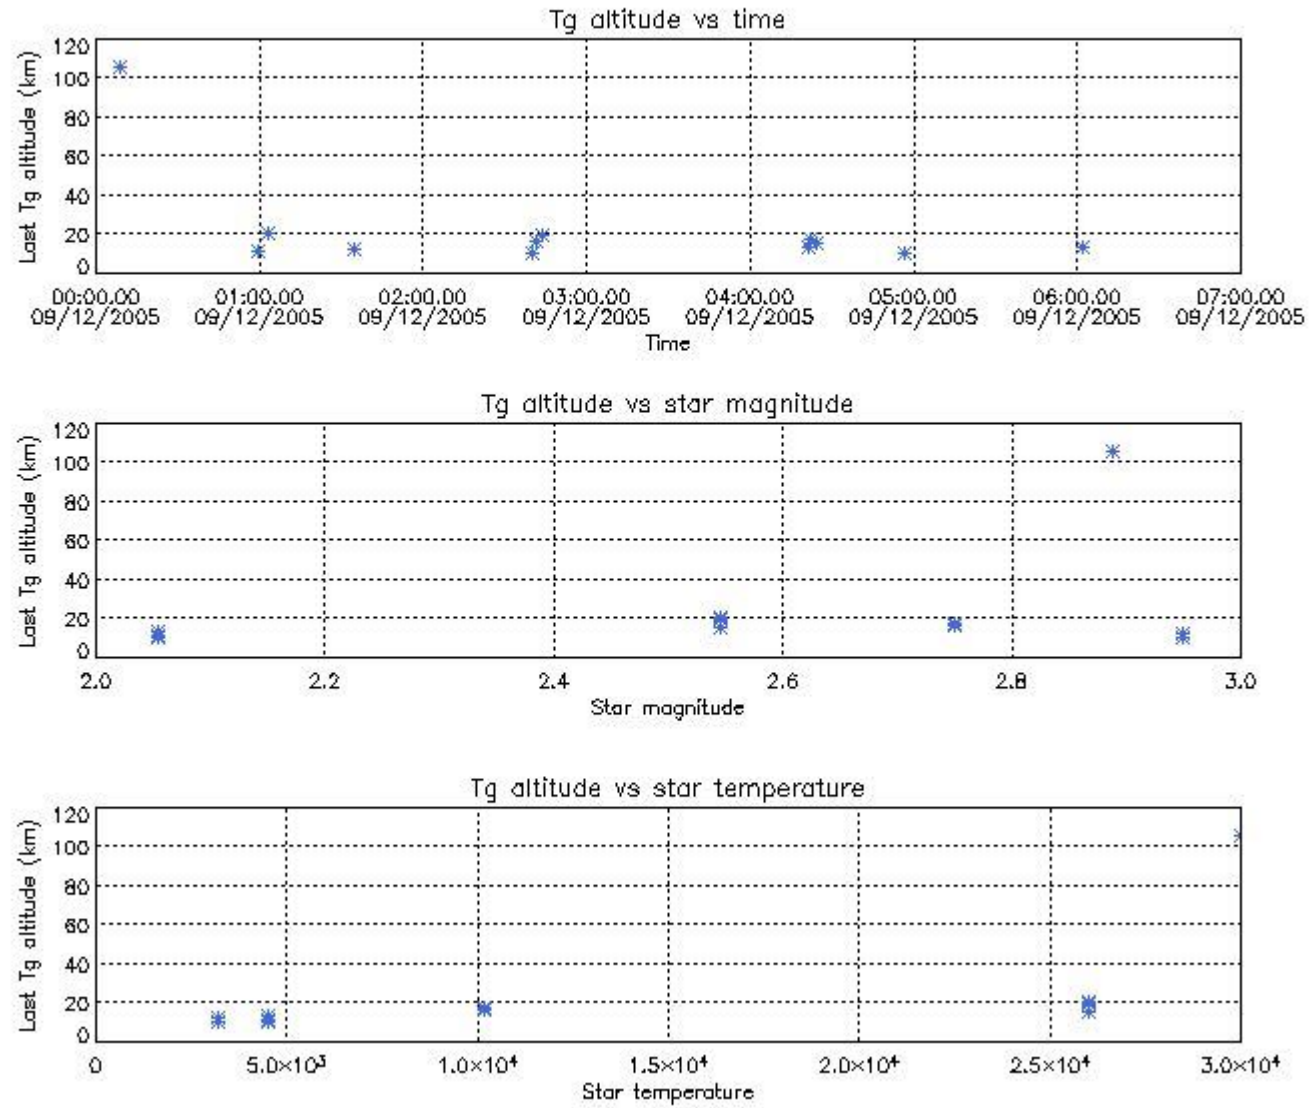 Tg altitude vs time
Last Tg altitude (km)
120
100
80
60
40
20
0
00:00.00 01:00.00 02:00.00 03:00.00 04:00.00 05:00.00 06:00.00 07:00.00
09/12/2005 09/12/2005 09/12/2005 09/12/2005 09/12/2005 09/12/2005 09/12/2005 09/12/2005
Time
Tg altitude vs star magnitude
Last Tg altitude (km)
120
100
80
60
40
20
0
2.0 2.2 2.4 2.6 2.8 3.0
Star magnitude
Tg altitude vs star temperature
Last Tg altitude (km)
120
100
80
60
40
20
0
0 5.0×10³ 1.0×10⁴ 1.5×10⁴ 2.0×10⁴ 2.5×10⁴ 3.0×10⁴
Star temperature